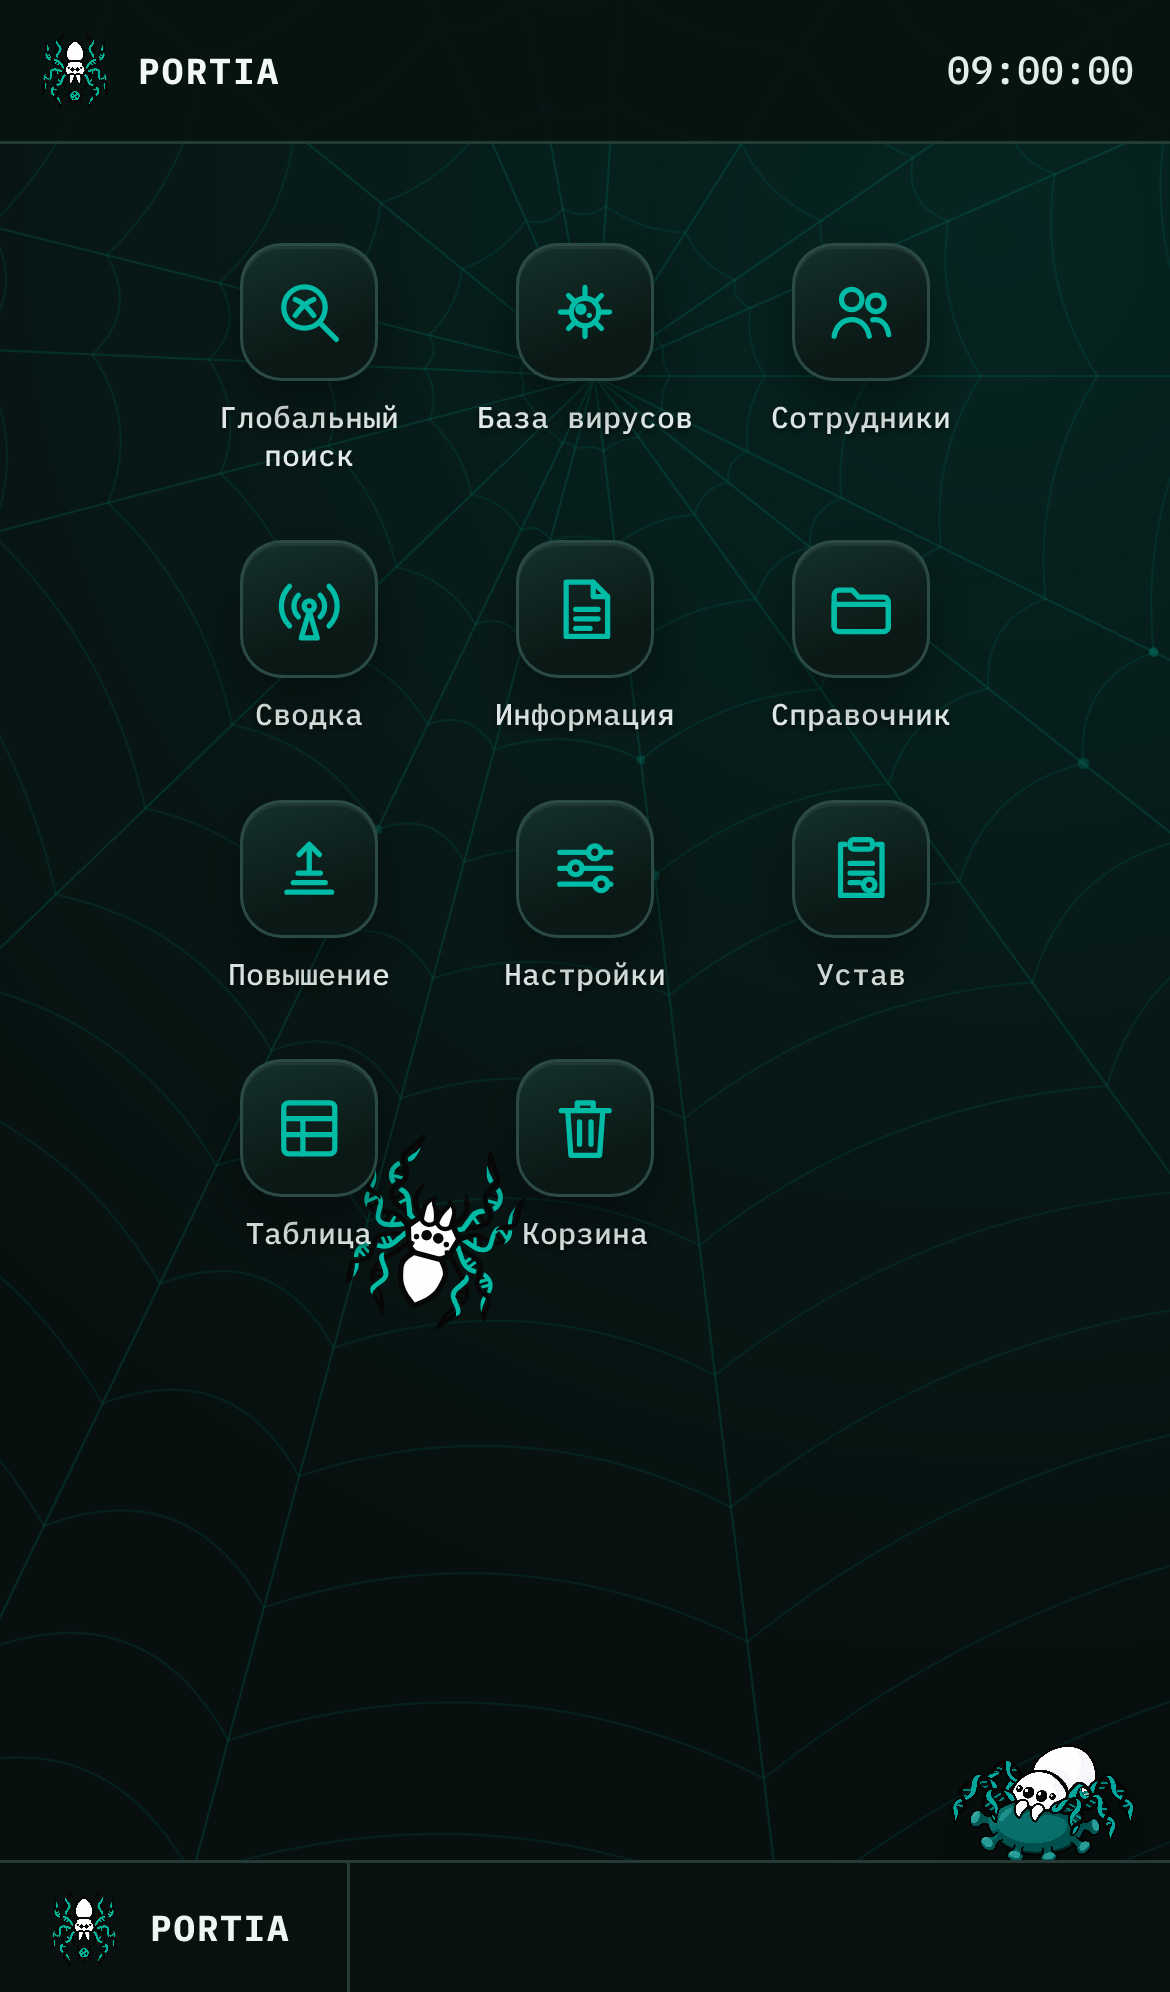 PORTIA
09:00:00
Глобальный
поиск
База вирусов
Сотрудники
Сводка
Информация
Справочник
Повышение
Настройки
Устав
Таблица
Корзина
PORTIA